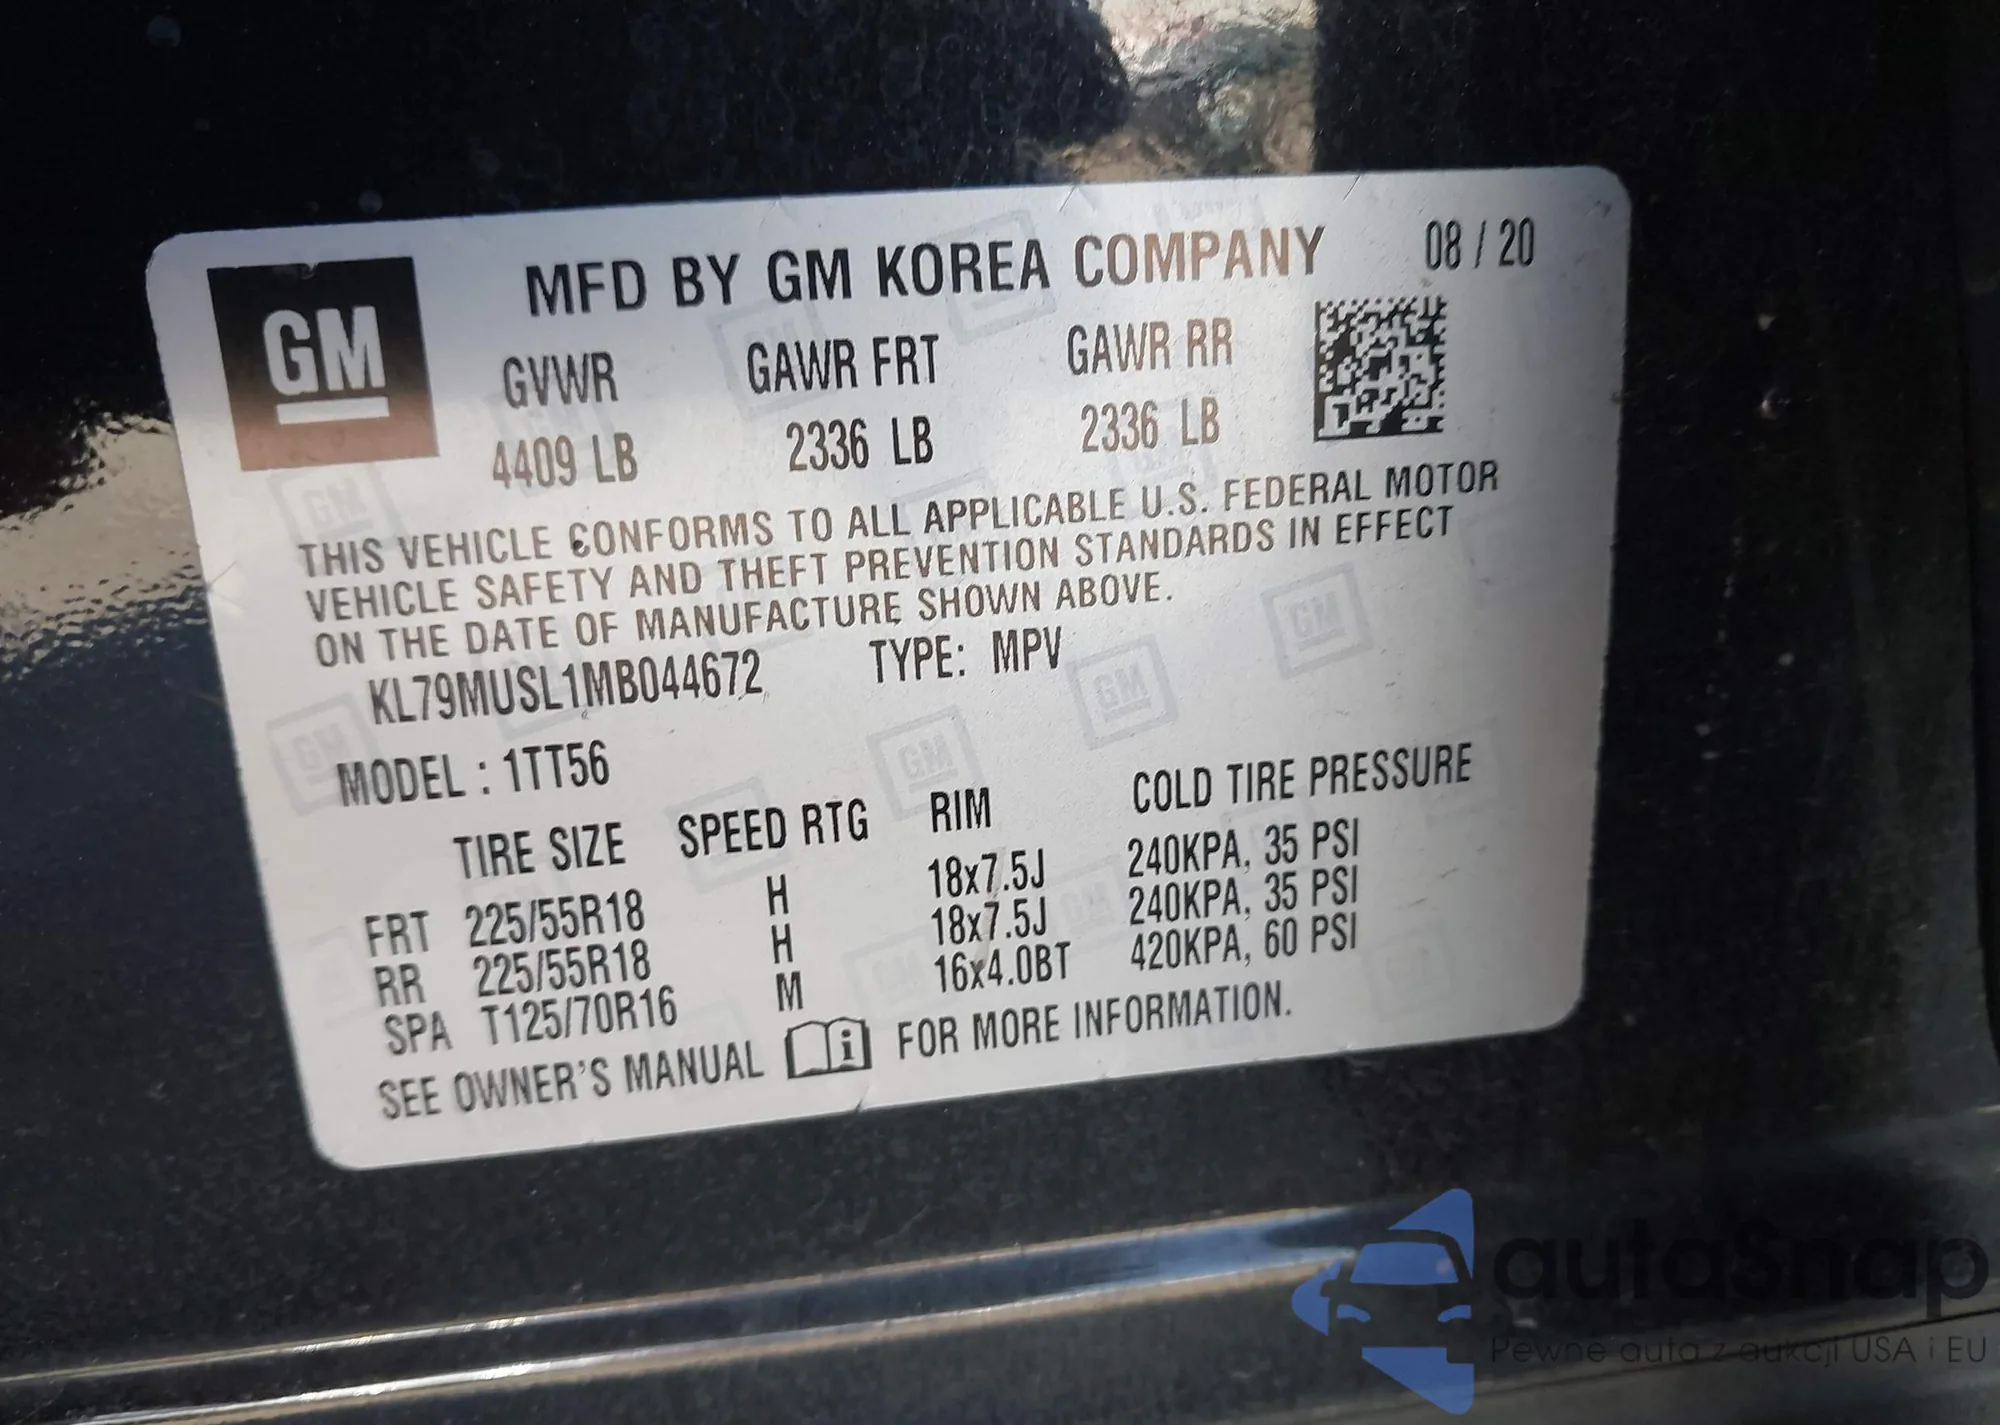 GM
MFD BY GM KOREA COMPANY 08 / 20
GVWR GAWR FRT GAWR RR
4409 LB 2336 LB 2336 LB
THIS VEHICLE CONFORMS TO ALL APPLICABLE U.S. FEDERAL MOTOR
VEHICLE SAFETY AND THEFT PREVENTION STANDARDS IN EFFECT
ON THE DATE OF MANUFACTURE SHOWN ABOVE.
KL79MUSL1MB044672 TYPE: MPV
MODEL : 1TT56
TIRE SIZE SPEED RTG RIM COLD TIRE PRESSURE
FRT 225/55R18 H 18x7.5J 240KPA, 35 PSI
RR 225/55R18 H 18x7.5J 240KPA, 35 PSI
SPA T125/70R16 M 16x4.0BT 420KPA, 60 PSI
SEE OWNER'S MANUAL FOR MORE INFORMATION.
autoSnap
Pewne auta z aukcji USA i EU